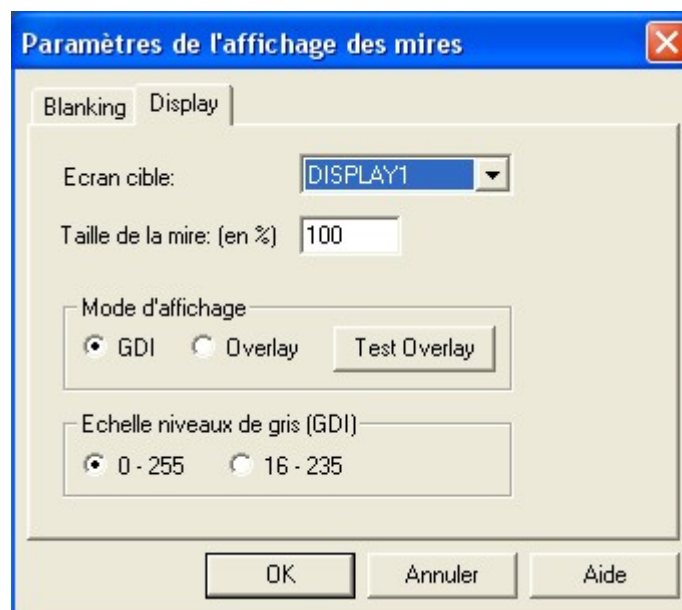 Paramètres de l'affichage des mires
Blanking Display
Ecran cible: DISPLAY1
Taille de la mire: (en %) 100
Mode d'affichage
GDI Overlay Test Overlay
Echelle niveaux de gris (GDI)
0 - 255 16 - 235
OK Annuler Aide